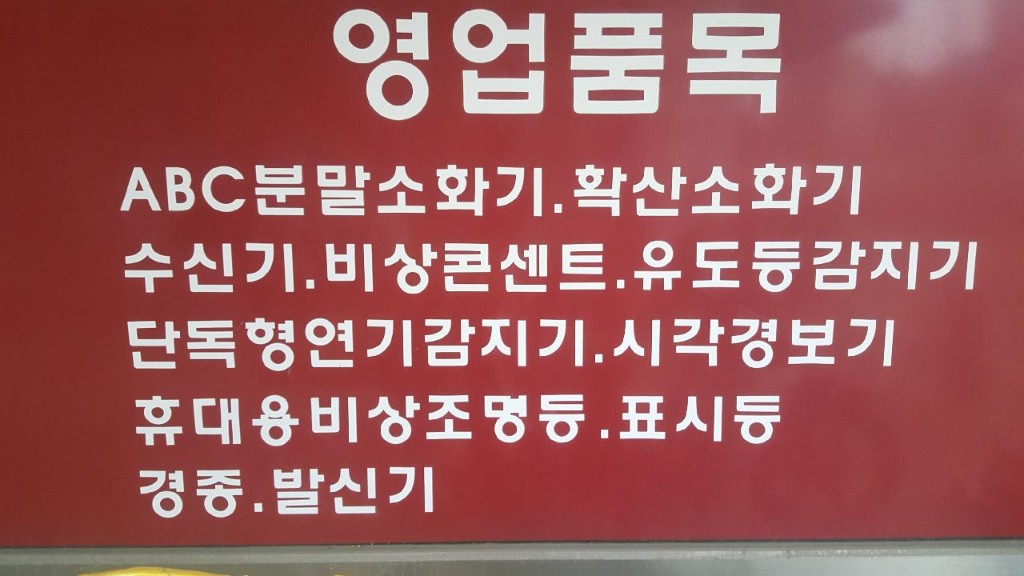 영업품목
ABC분말소화기.확산소화기
수신기.비상콘센트.유도등감지기
단독형연기감지기.시각경보기
휴대용비상조명등.표시등
경종.발신기